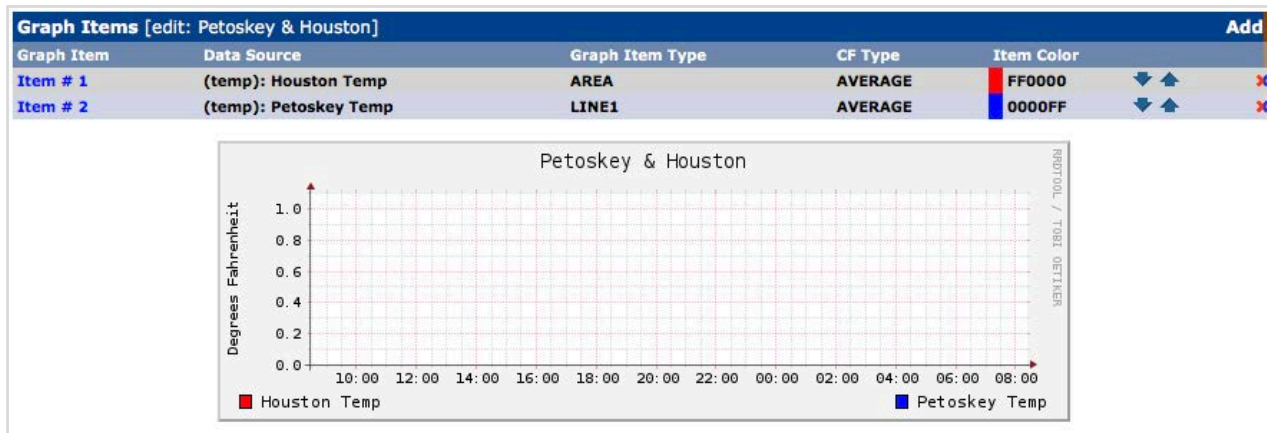 Graph Items [edit: Petoskey & Houston] Add
Graph Item Data Source Graph Item Type CF Type Item Color
Item # 1 (temp): Houston Temp AREA AVERAGE FF0000
Item # 2 (temp): Petoskey Temp LINE1 AVERAGE 0000FF
Petoskey & Houston
RRDTOOL / TOBI OETIKER
Degrees Fahrenheit
1.0
0.8
0.6
0.4
0.2
0.0
10:00 12:00 14:00 16:00 18:00 20:00 22:00 00:00 02:00 04:00 06:00 08:00
Houston Temp Petoskey Temp